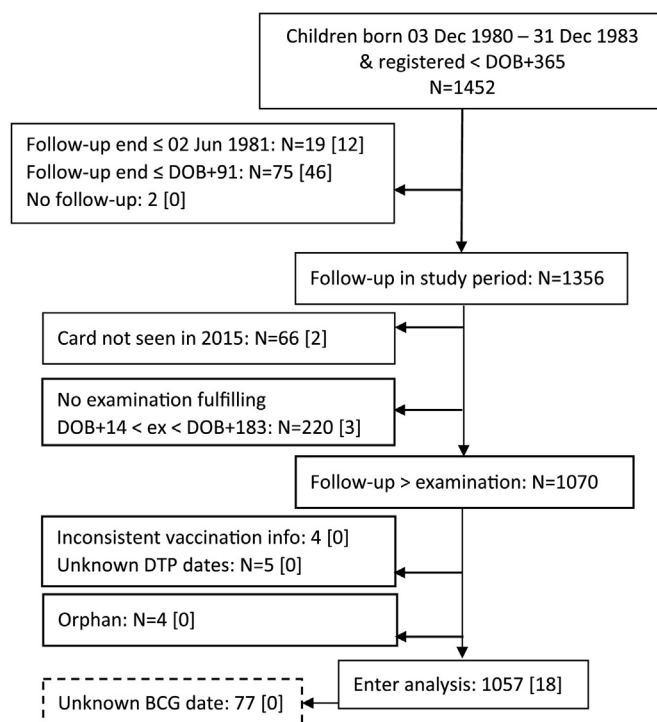 Children born 03 Dec 1980 – 31 Dec 1983
& registered < DOB+365
N=1452
Follow-up end ≤ 02 Jun 1981: N=19 [12]
Follow-up end ≤ DOB+91: N=75 [46]
No follow-up: 2 [0]
Follow-up in study period: N=1356
Card not seen in 2015: N=66 [2]
No examination fulfilling
DOB+14 < ex < DOB+183: N=220 [3]
Follow-up > examination: N=1070
Inconsistent vaccination info: 4 [0]
Unknown DTP dates: N=5 [0]
Orphan: N=4 [0]
Enter analysis: 1057 [18]
Unknown BCG date: 77 [0]